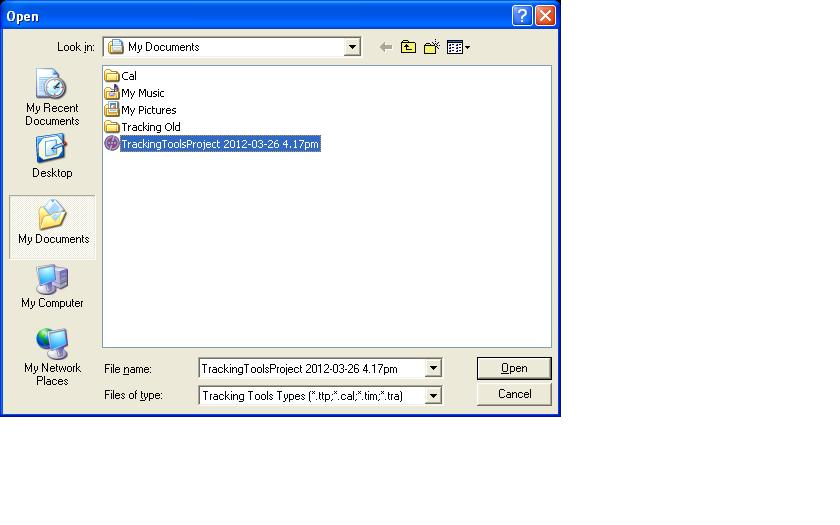 Open
Look in: My Documents
Cal
My Music
My Pictures
Tracking Old
TrackingToolsProject 2012-03-26 4.17pm
My Recent
Documents
Desktop
My Documents
My Computer
My Network
Places
File name: TrackingToolsProject 2012-03-26 4.17pm Open
Files of type: Tracking Tools Types (*.ttp;*.cal;*.tim;*.tra) Cancel